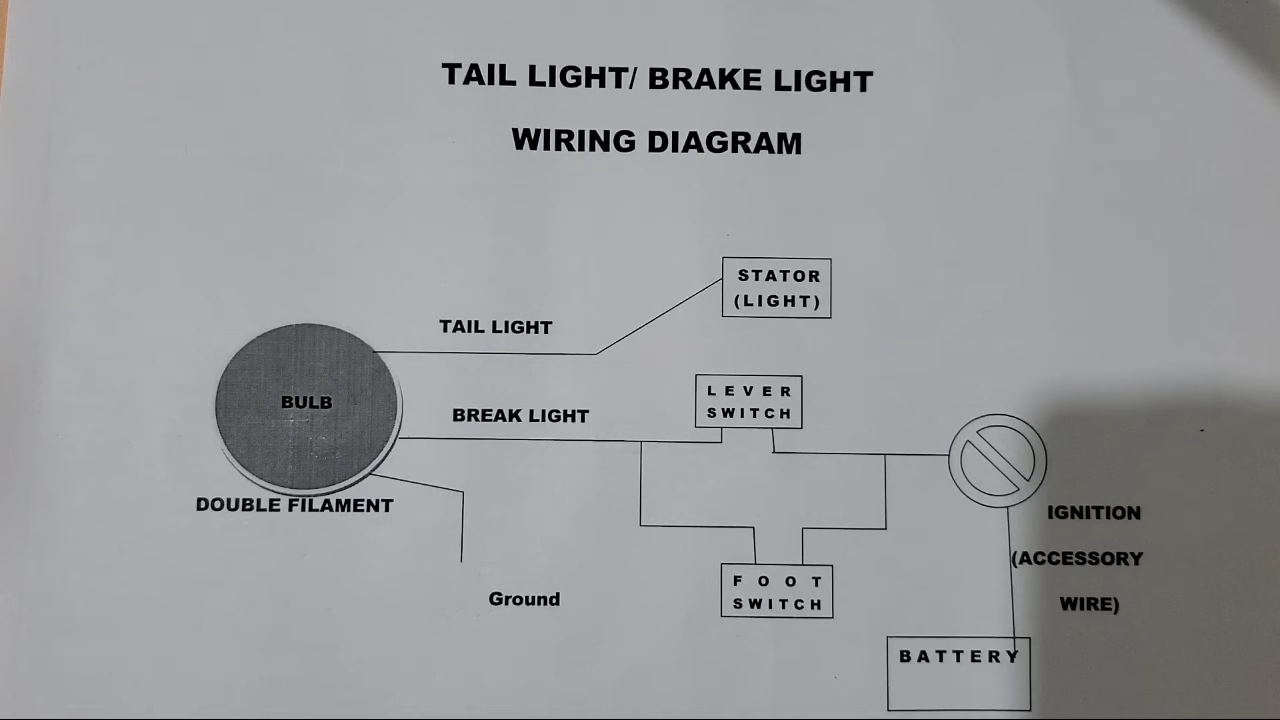 TAIL LIGHT/ BRAKE LIGHT
WIRING DIAGRAM
STATOR
(LIGHT)
TAIL LIGHT
LEVER
SWITCH
BULB
BREAK LIGHT
DOUBLE FILAMENT
IGNITION
(ACCESSORY
WIRE)
FOOT
SWITCH
Ground
BATTERY